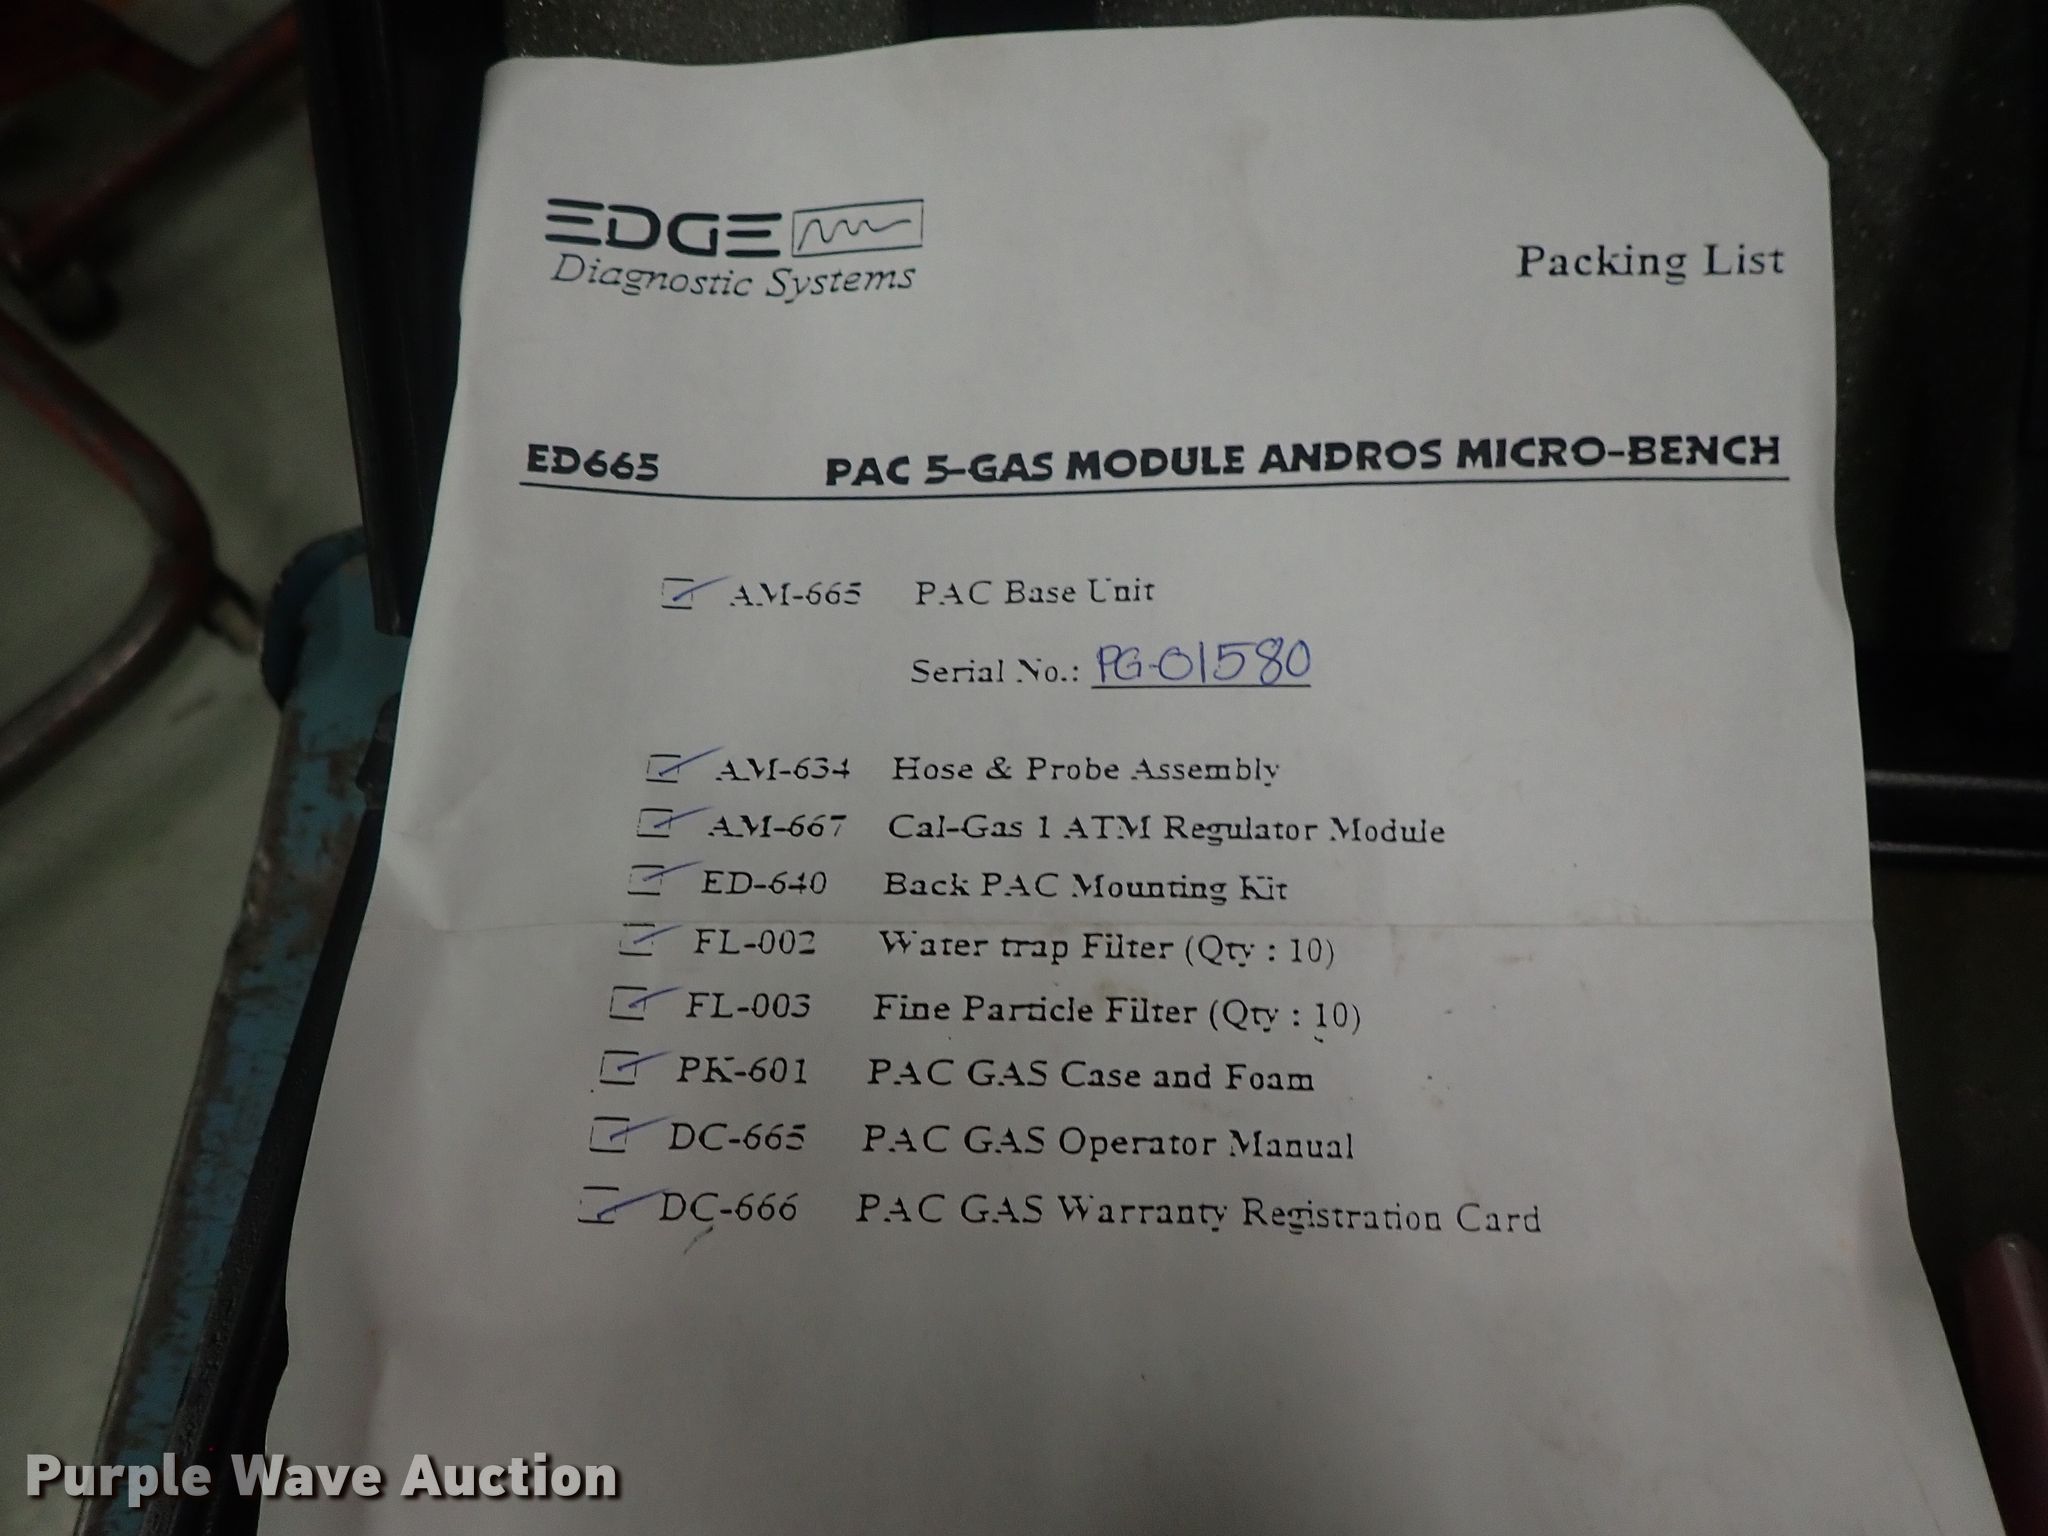 EDGE
Diagnostic Systems
Packing List
ED665 PAC 5-GAS MODULE ANDROS MICRO-BENCH
AM-665 PAC Base Unit
Serial No.: PG-01580
AM-634 Hose & Probe Assembly
AM-667 Cal-Gas 1 ATM Regulator Module
ED-640 Back PAC Mounting Kit
FL-002 Water trap Filter (Qty : 10)
FL-003 Fine Particle Filter (Qty : 10)
PK-601 PAC GAS Case and Foam
DC-665 PAC GAS Operator Manual
DC-666 PAC GAS Warranty Registration Card
Purple Wave Auction